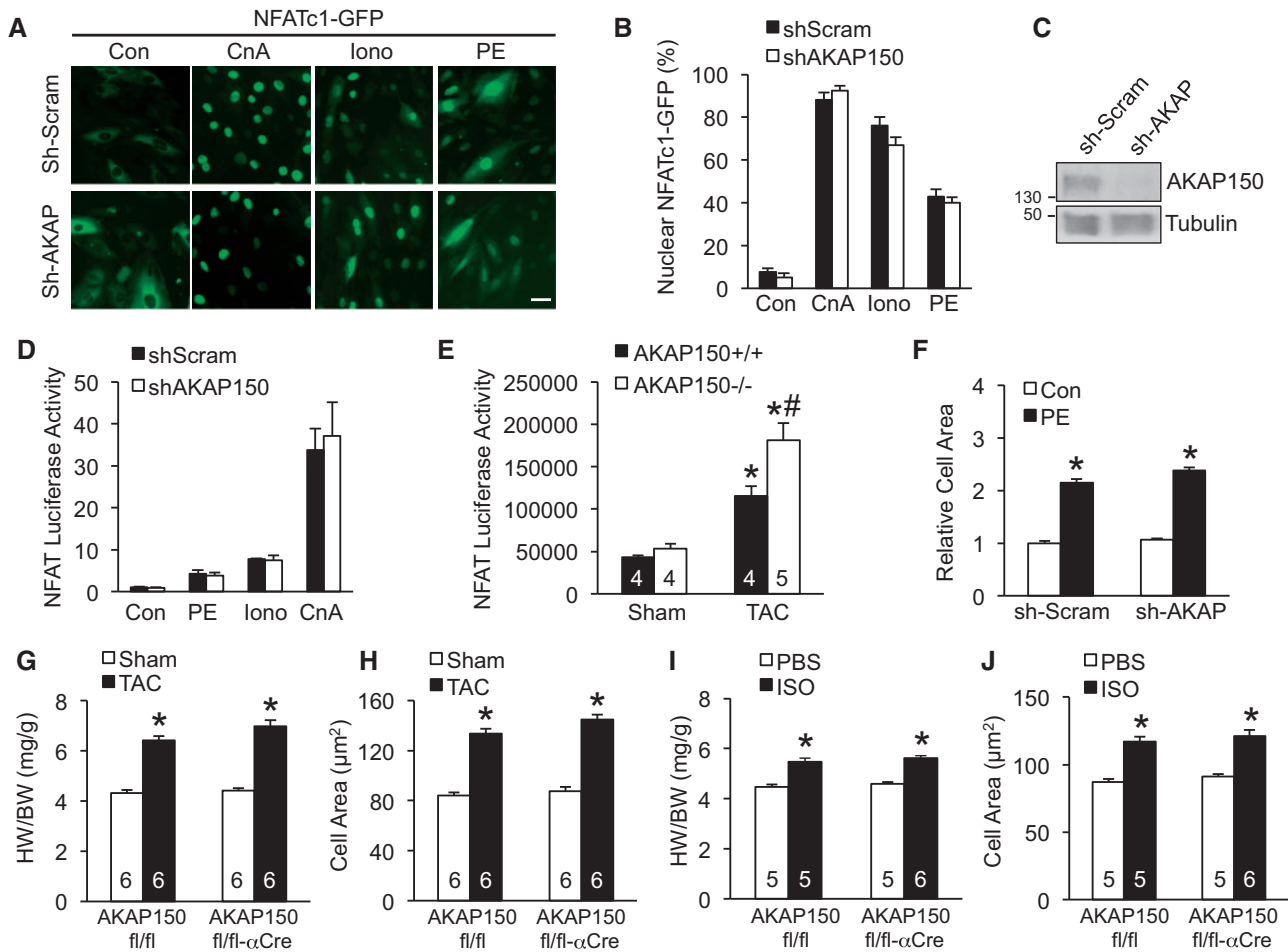 A
NFATc1-GFP
Con CnA Iono PE
Sh-Scram
Sh-AKAP
B
shScram
shAKAP150
Nuclear NFATc1-GFP (%)
100
80
60
40
20
0
Con CnA Iono PE
C
sh-Scram
sh-AKAP
AKAP150
130
50
Tubulin
D
shScram
shAKAP150
NFAT Luciferase Activity
50
40
30
20
10
0
Con PE Iono CnA
E
AKAP150+/+
AKAP150-/-
NFAT Luciferase Activity
250000
200000
150000
100000
50000
0
*
*#
4 4 4 5
Sham TAC
F
Con
PE
Relative Cell Area
4
3
2
1
0
* *
sh-Scram sh-AKAP
G
Sham
TAC
HW/BW (mg/g)
8
6
4
2
0
* *
6 6 6 6
AKAP150 AKAP150
fl/fl fl/fl-αCre
H
Sham
TAC
Cell Area (µm²)
160
120
80
40
0
* *
6 6 6 6
AKAP150 AKAP150
fl/fl fl/fl-αCre
I
PBS
ISO
HW/BW (mg/g)
8
6
4
2
0
* *
5 5 5 6
AKAP150 AKAP150
fl/fl fl/fl-αCre
J
PBS
ISO
Cell Area (µm²)
150
100
50
0
* *
5 5 5 6
AKAP150 AKAP150
fl/fl fl/fl-αCre